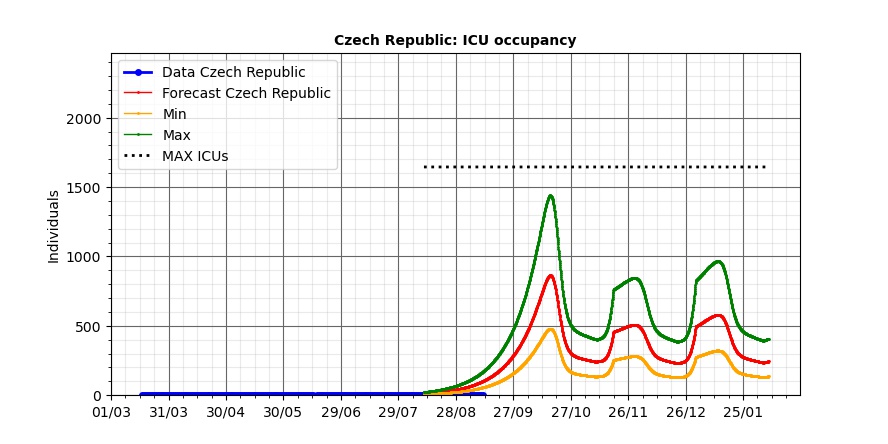 Czech Republic: ICU occupancy
Data Czech Republic
Forecast Czech Republic
Min
Max
MAX ICUs
Individuals
2000
1500
1000
500
0
01/03 31/03 30/04 30/05 29/06 29/07 28/08 27/09 27/10 26/11 26/12 25/01